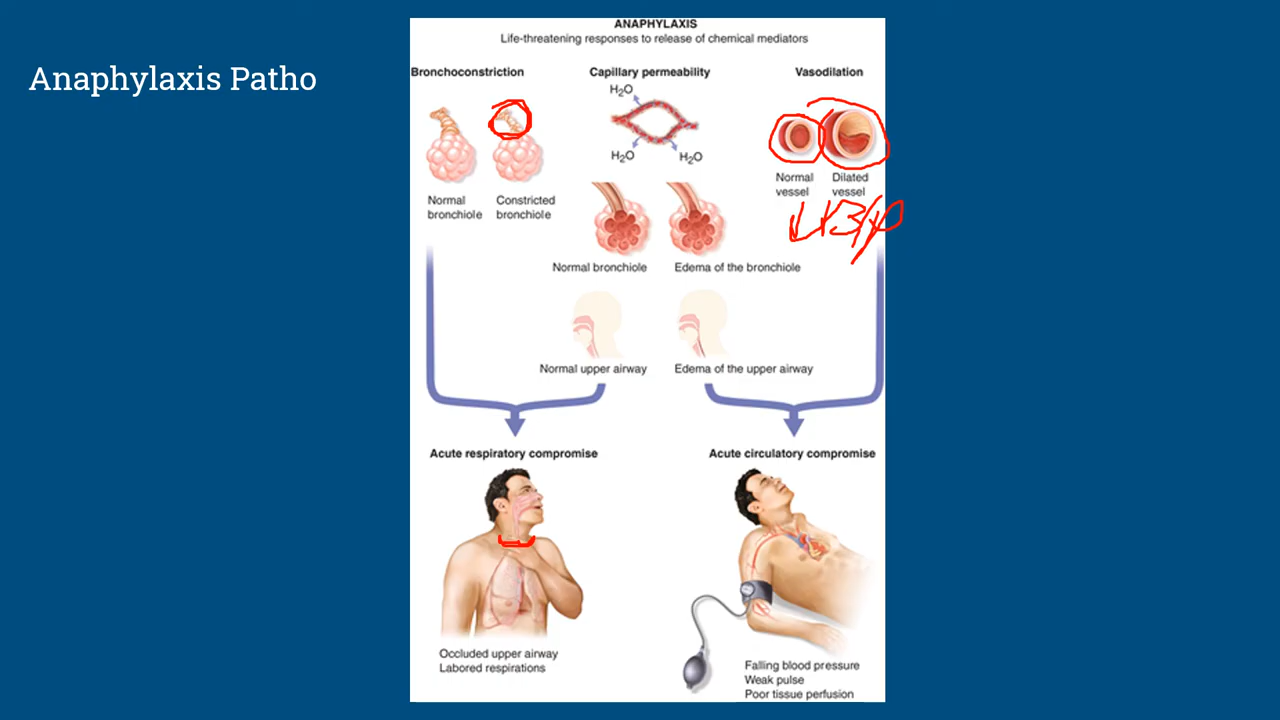 Anaphylaxis Patho
ANAPHYLAXIS
Life-threatening responses to release of chemical mediators
Bronchoconstriction
Capillary permeability
Vasodilation
H₂O
H₂O
H₂O
Normal
bronchiole
Constricted
bronchiole
Normal
vessel
Dilated
vessel
↓B/p
Normal bronchiole
Edema of the bronchiole
Normal upper airway
Edema of the upper airway
Acute respiratory compromise
Acute circulatory compromise
Occluded upper airway
Labored respirations
Falling blood pressure
Weak pulse
Poor tissue perfusion